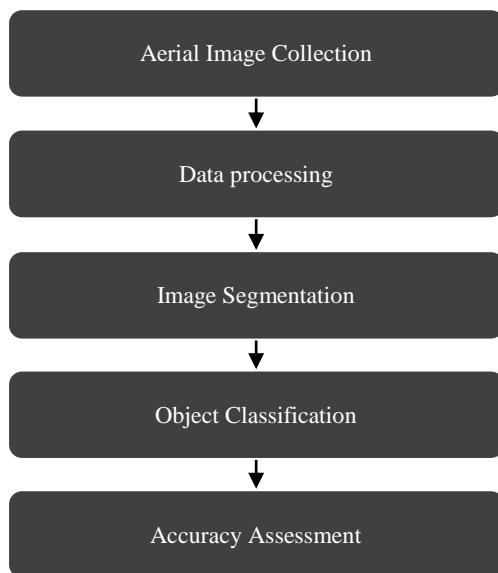 Aerial Image Collection
Data processing
Image Segmentation
Object Classification
Accuracy Assessment